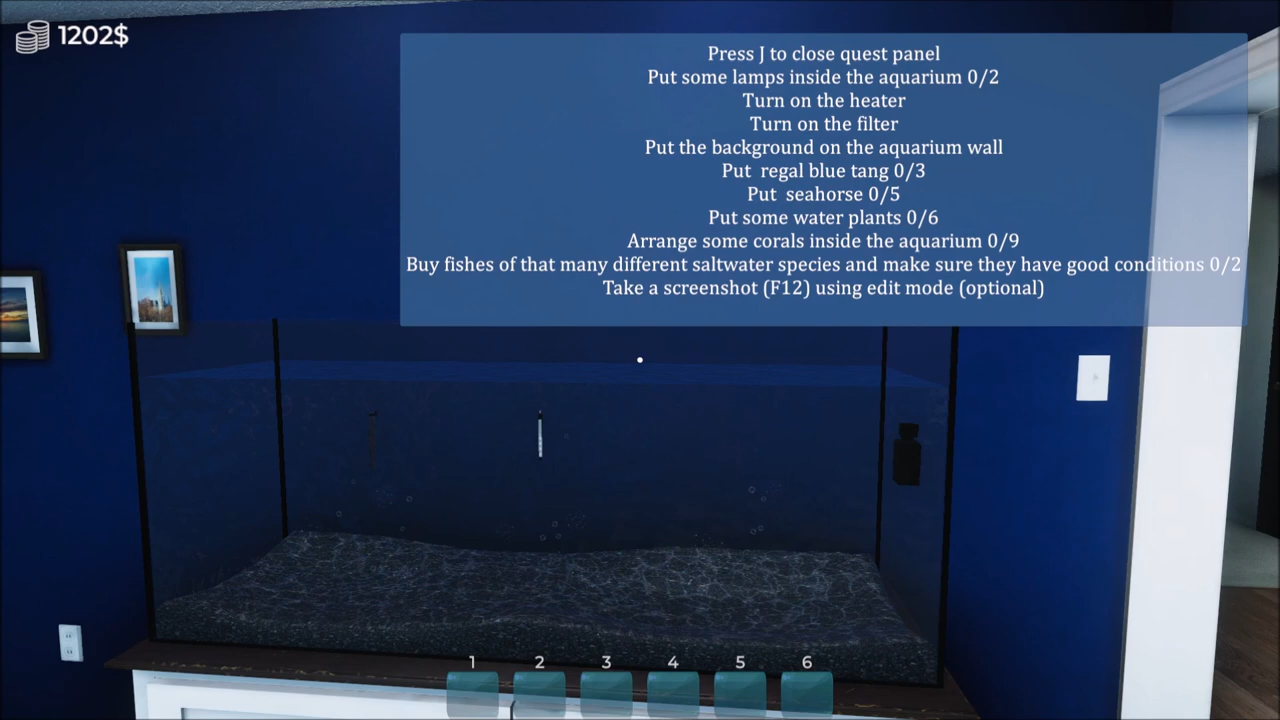 1202$
Press J to close quest panel
Put some lamps inside the aquarium 0/2
Turn on the heater
Turn on the filter
Put the background on the aquarium wall
Put  regal blue tang 0/3
Put  seahorse 0/5
Put some water plants 0/6
Arrange some corals inside the aquarium 0/9
Buy fishes of that many different saltwater species and make sure they have good conditions 0/2
Take a screenshot (F12) using edit mode (optional)
1 2 3 4 5 6